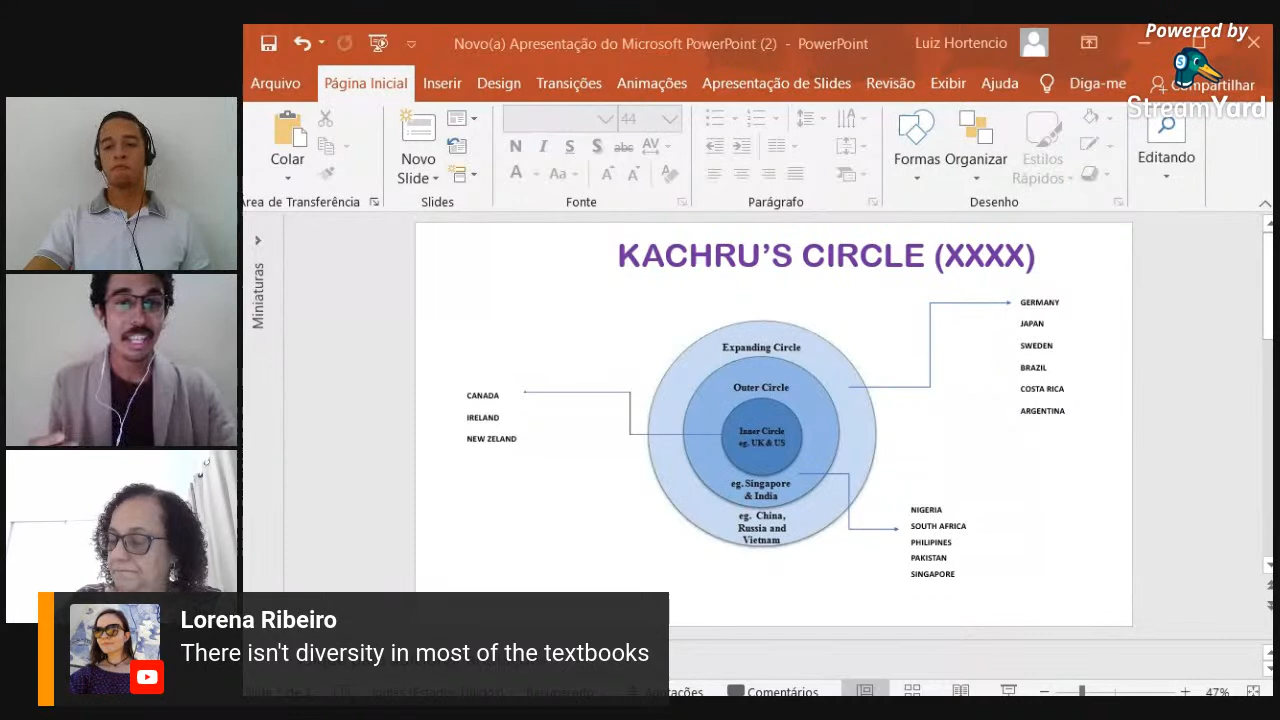 Novo(a) Apresentação do Microsoft PowerPoint (2) - PowerPoint
Luiz Hortencio
Powered by
StreamYard
Arquivo
Página Inicial
Inserir
Design
Transições
Animações
Apresentação de Slides
Revisão
Exibir
Ajuda
Diga-me
Compartilhar
Colar
Novo
Slide
44
N I S S abc AV
A Aa A A A
Formas
Organizar
Estilos
Rápidos
Editando
Área de Transferência
Slides
Fonte
Parágrafo
Desenho
Miniaturas
KACHRU'S CIRCLE (XXXX)
Expanding Circle
Outer Circle
Inner Circle
eg. UK & US
eg. Singapore
& India
eg. China,
Russia and
Vietnam
CANADA
IRELAND
NEW ZELAND
GERMANY
JAPAN
SWEDEN
BRAZIL
COSTA RICA
ARGENTINA
NIGERIA
SOUTH AFRICA
PHILIPINES
PAKISTAN
SINGAPORE
Lorena Ribeiro
There isn't diversity in most of the textbooks
Comentários
47%